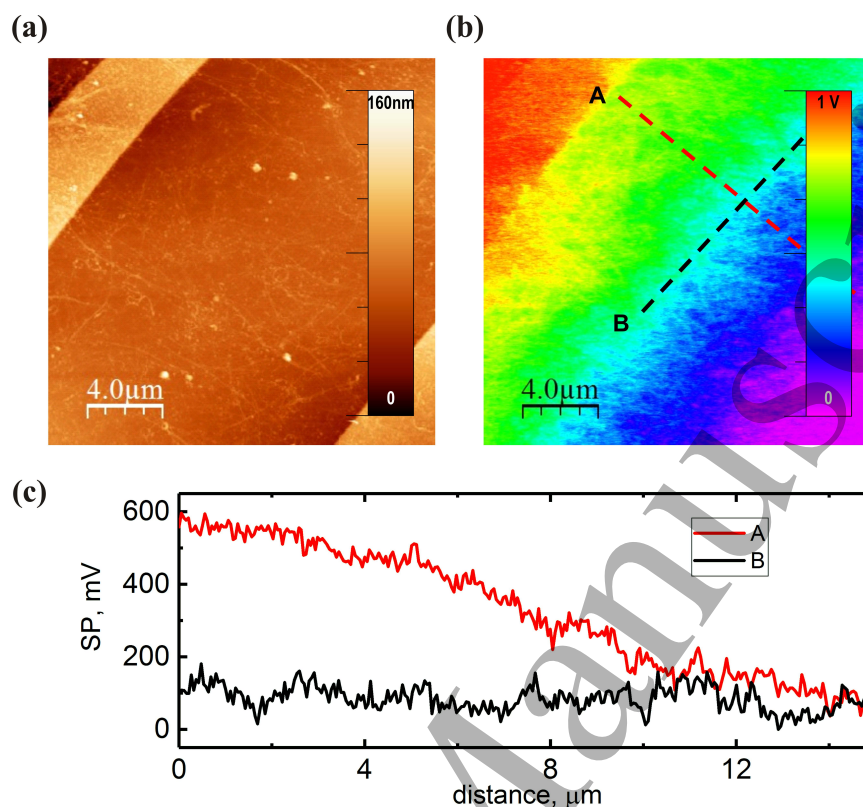 (a)
(b)
160nm
0
4.0µm
A
B
1 V
0
4.0µm
(c)
600
400
200
0
SP, mV
A
B
0
4
8
12
distance, µm
Manusc